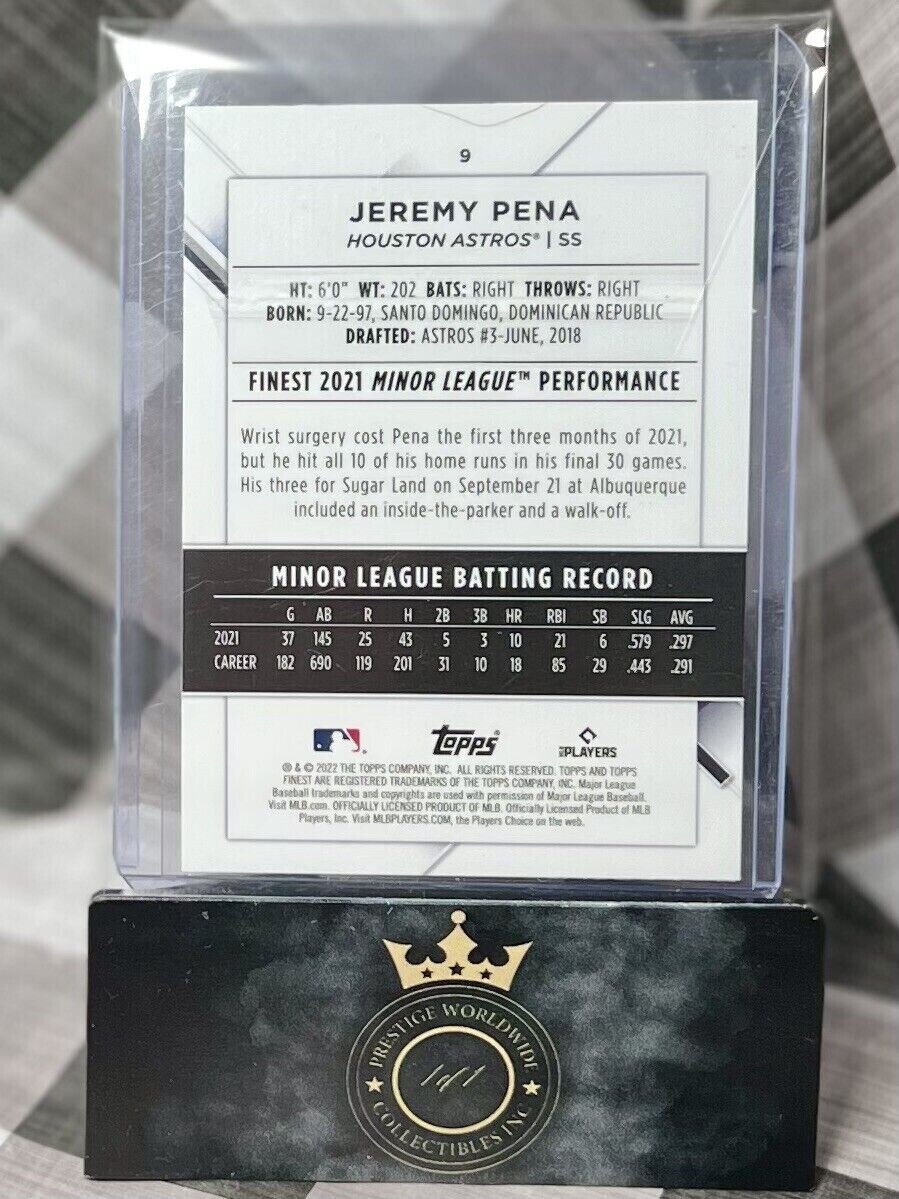 9
JEREMY PENA
HOUSTON ASTROS® | SS
HT: 6'0" WT: 202 BATS: RIGHT THROWS: RIGHT
BORN: 9-22-97, SANTO DOMINGO, DOMINICAN REPUBLIC
DRAFTED: ASTROS #3-JUNE, 2018
FINEST 2021 MINOR LEAGUE™ PERFORMANCE
Wrist surgery cost Pena the first three months of 2021,
but he hit all 10 of his home runs in his final 30 games.
His three for Sugar Land on September 21 at Albuquerque
included an inside-the-parker and a walk-off.
MINOR LEAGUE BATTING RECORD
G AB R H 2B 3B HR RBI SB SLG AVG
2021 37 145 25 43 5 3 10 21 6 .579 .297
CAREER 182 690 119 201 31 10 18 85 29 .443 .291
Topps® MLB PLAYERS
® & © 2022 THE TOPPS COMPANY, INC. ALL RIGHTS RESERVED. TOPPS AND TOPPS
FINEST ARE REGISTERED TRADEMARKS OF THE TOPPS COMPANY, INC. Major League
Baseball trademarks and copyrights are used with permission of Major League Baseball.
Visit MLB.com. OFFICIALLY LICENSED PRODUCT OF MLB. Officially Licensed Product of MLB
Players, Inc. Visit MLBPLAYERS.COM, the Players Choice on the web.
PRESTIGE WORLDWIDE
1 of 1
COLLECTIBLES INC